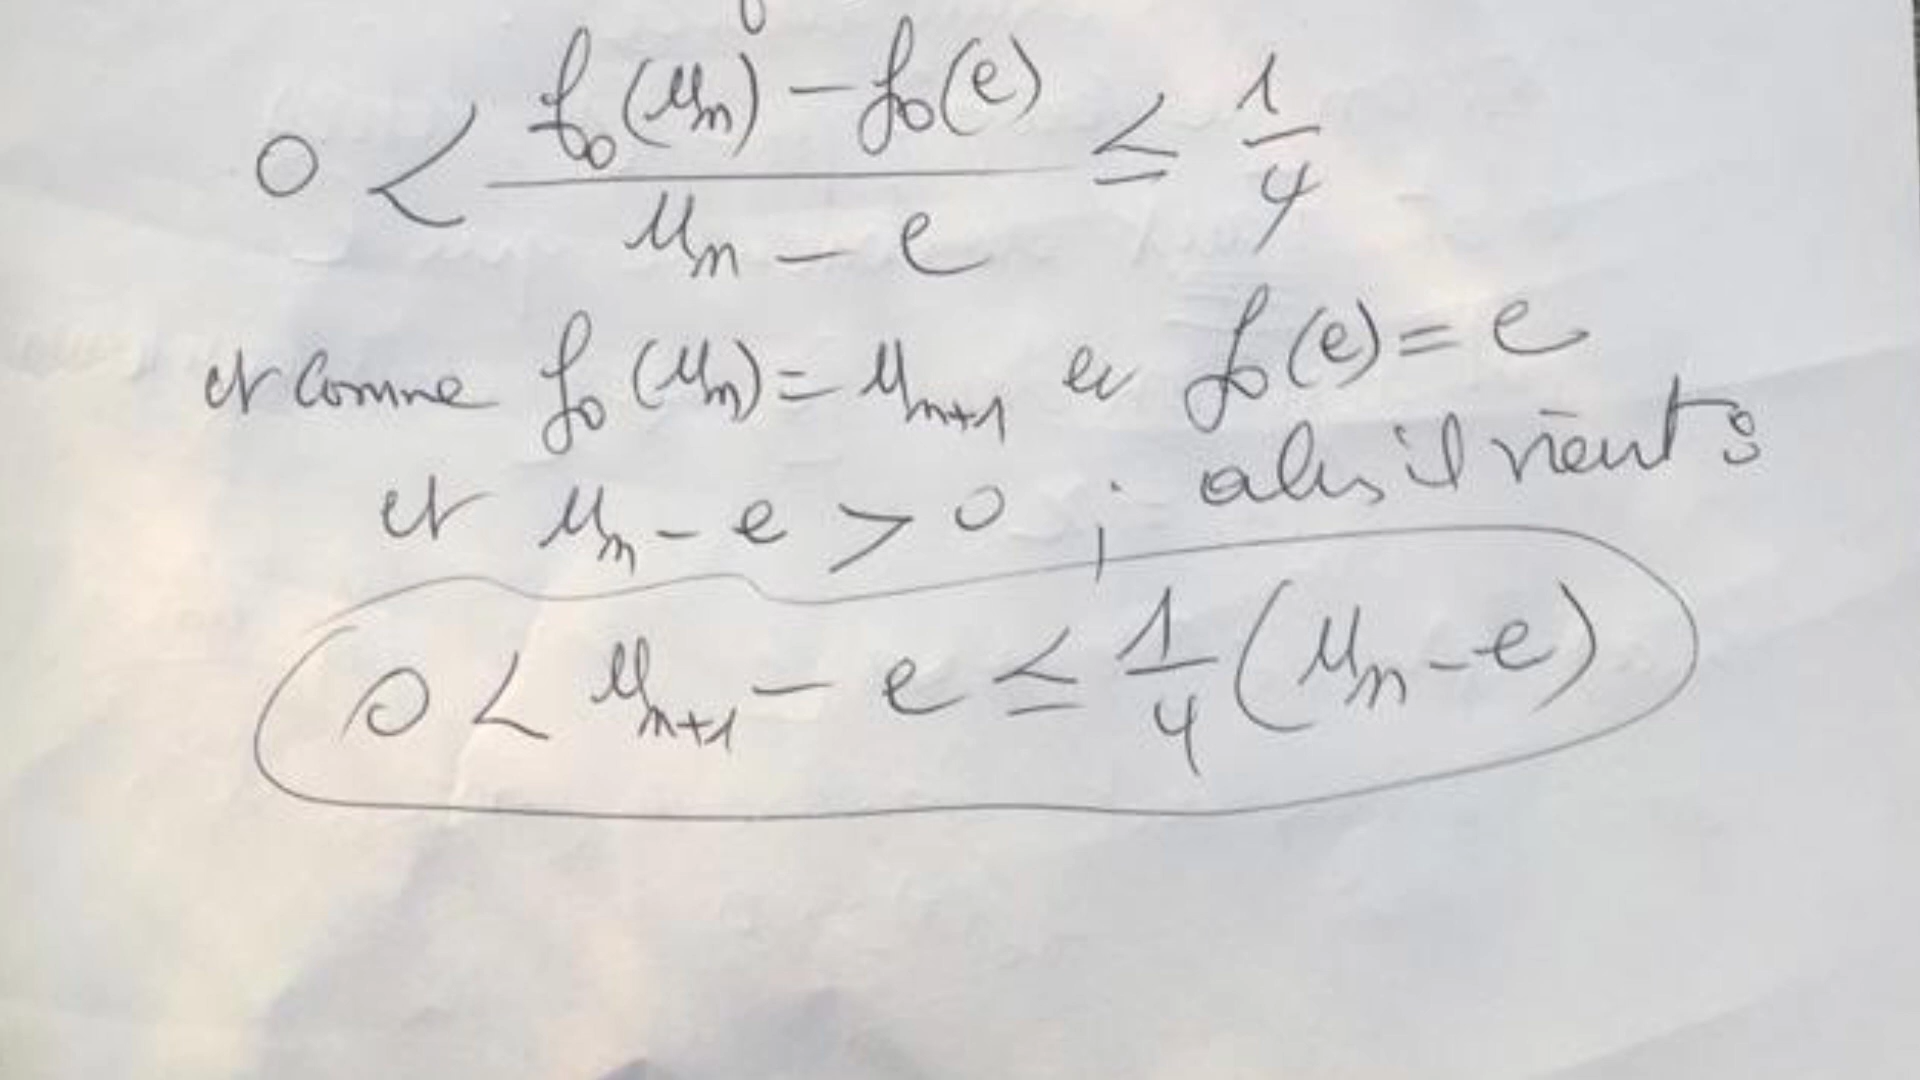 0 < (f₀(uₙ) − f₀(e)) / (uₙ − e) ≤ 1/4
et comme f₀(uₙ) = uₙ₊₁ et f₀(e) = e
et uₙ − e > 0 ; alors il vient :
0 < uₙ₊₁ − e ≤ 1/4 (uₙ − e)